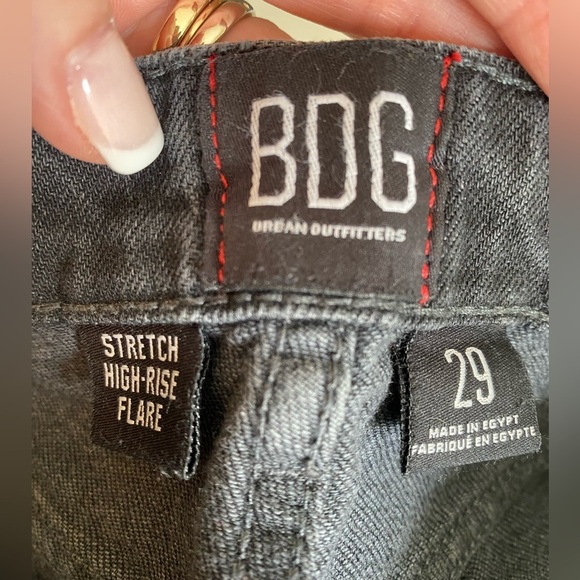 BDG
URBAN OUTFITTERS
STRETCH
HIGH-RISE
FLARE
29
MADE IN EGYPT
FABRIQUÉ EN EGYPTE